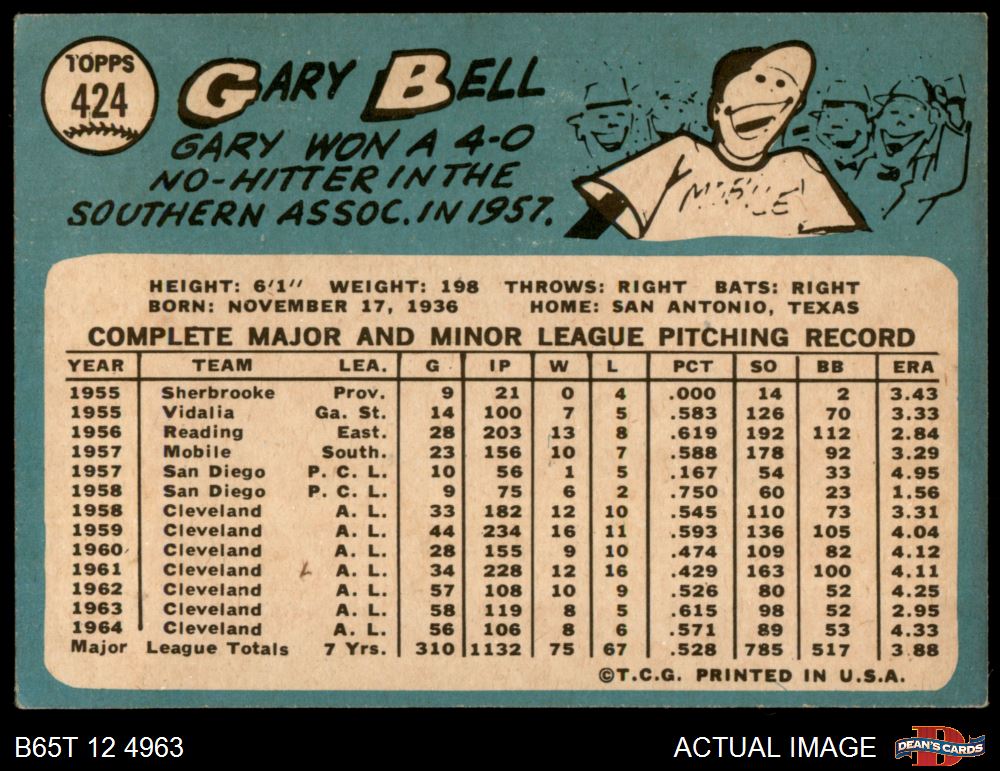 TOPPS
424
GARY BELL
GARY WON A 4-0
NO-HITTER IN THE
SOUTHERN ASSOC. IN 1957.
MOBILE
HEIGHT: 6'1" WEIGHT: 198 THROWS: RIGHT BATS: RIGHT
BORN: NOVEMBER 17, 1936 HOME: SAN ANTONIO, TEXAS
COMPLETE MAJOR AND MINOR LEAGUE PITCHING RECORD
YEAR TEAM LEA. G IP W L PCT SO BB ERA
1955 Sherbrooke Prov. 9 21 0 4 .000 14 2 3.43
1955 Vidalia Ga. St. 14 100 7 5 .583 126 70 3.33
1956 Reading East. 28 203 13 8 .619 192 112 2.84
1957 Mobile South. 23 156 10 7 .588 178 92 3.29
1957 San Diego P. C. L. 10 56 1 5 .167 54 33 4.95
1958 San Diego P. C. L. 9 75 6 2 .750 60 23 1.56
1958 Cleveland A. L. 33 182 12 10 .545 110 73 3.31
1959 Cleveland A. L. 44 234 16 11 .593 136 105 4.04
1960 Cleveland A. L. 28 155 9 10 .474 109 82 4.12
1961 Cleveland A. L. 34 228 12 16 .429 163 100 4.11
1962 Cleveland A. L. 57 108 10 9 .526 80 52 4.25
1963 Cleveland A. L. 58 119 8 5 .615 98 52 2.95
1964 Cleveland A. L. 56 106 8 6 .571 89 53 4.33
Major League Totals 7 Yrs. 310 1132 75 67 .528 785 517 3.88
©T.C.G. PRINTED IN U.S.A.
B65T 12 4963
ACTUAL IMAGE
D
DEAN'S CARDS